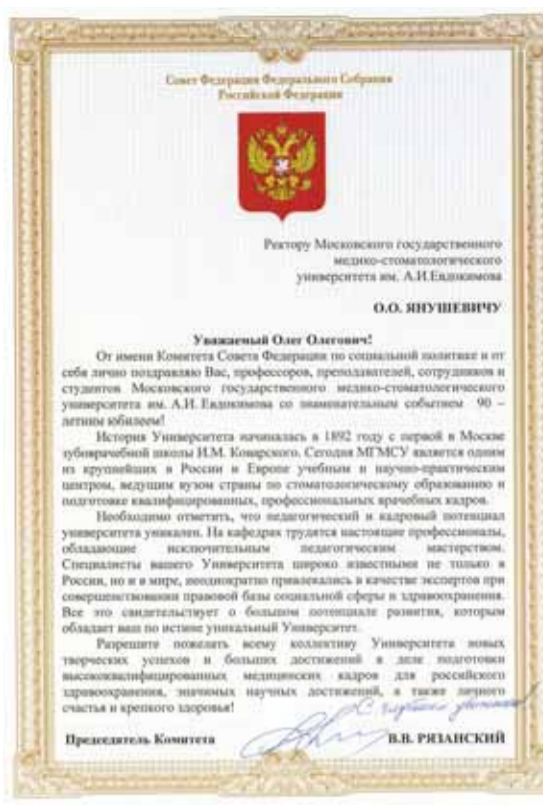 Совет Федерации Федерального Собрания
Российской Федерации
Ректору Московского государственного
медико-стоматологического
университета им. А.И.Евдокимова
О.О. ЯНУШЕВИЧУ
Уважаемый Олег Олегович!
От имени Комитета Совета Федерации по социальной политике и от
себя лично поздравляю Вас, профессоров, преподавателей, сотрудников и
студентов Московского государственного медико-стоматологического
университета им. А.И. Евдокимова со знаменательным событием 90 –
летним юбилеем!
История Университета начиналась в 1892 году с первой в Москве
зубоврачебной школы И.М. Коварского. Сегодня МГМСУ является одним
из крупнейших в России и Европе учебным и научно-практическим
центром, ведущим вузом страны по стоматологическому образованию и
подготовке квалифицированных, профессиональных врачебных кадров.
Необходимо отметить, что педагогический и кадровый потенциал
университета уникален. На кафедрах трудятся настоящие профессионалы,
обладающие исключительным педагогическим мастерством.
Специалисты вашего Университета широко известными не только в
России, но и в мире, неоднократно привлекались в качестве экспертов при
совершенствовании правовой базы социальной сферы и здравоохранения.
Все это свидетельствует о большом потенциале развития, которым
обладает ваш по истине уникальный Университет.
Разрешите пожелать всему коллективу Университета новых
творческих успехов и больших достижений в деле подготовки
высококвалифицированных медицинских кадров для российского
здравоохранения, значимых научных достижений, а также личного
счастья и крепкого здоровья!
С глубоким уважением!
Председатель Комитета В.В. РЯЗАНСКИЙ